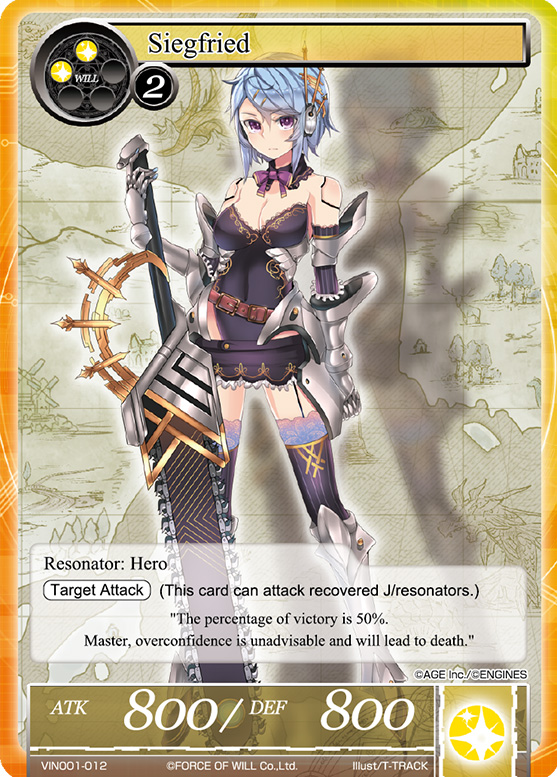 Siegfried
WILL
2
Resonator: Hero
Target Attack (This card can attack recovered J/resonators.)
"The percentage of victory is 50%.
Master, overconfidence is unadvisable and will lead to death."
©AGE Inc./©ENGINES
ATK 800/ DEF 800
VIN001-012 ©FORCE OF WILL Co.,Ltd. Illust/T-TRACK